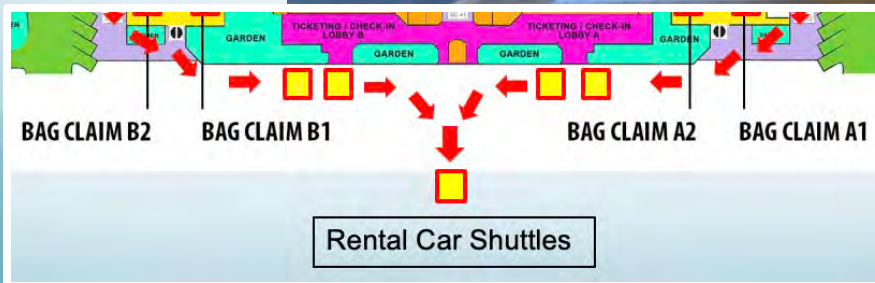 TICKETING / CHECK-IN
LOBBY B
TICKETING / CHECK-IN
LOBBY A
GARDEN
GARDEN
GARDEN
GARDEN
BAG CLAIM B2
BAG CLAIM B1
BAG CLAIM A2
BAG CLAIM A1
Rental Car Shuttles